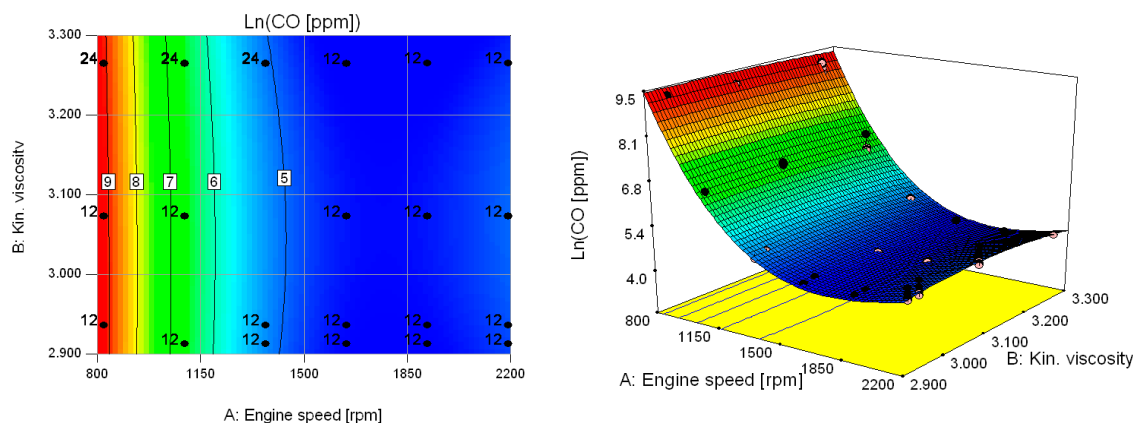 Ln(CO [ppm])
3.300
24 24 24 12 12 12
3.200
9 8 7 6 5
3.100
12 12 12 12 12
3.000
12 12 12 12 12
12 12 12 12 12
2.900
800 1150 1500 1850 2200
B: Kin. viscosity
A: Engine speed [rpm]
9.5
8.1
6.8
5.4
4.0
Ln(CO [ppm])
800
1150
1500
1850
2200
A: Engine speed [rpm]
2.900
3.000
3.100
3.200
3.300
B: Kin. viscosity